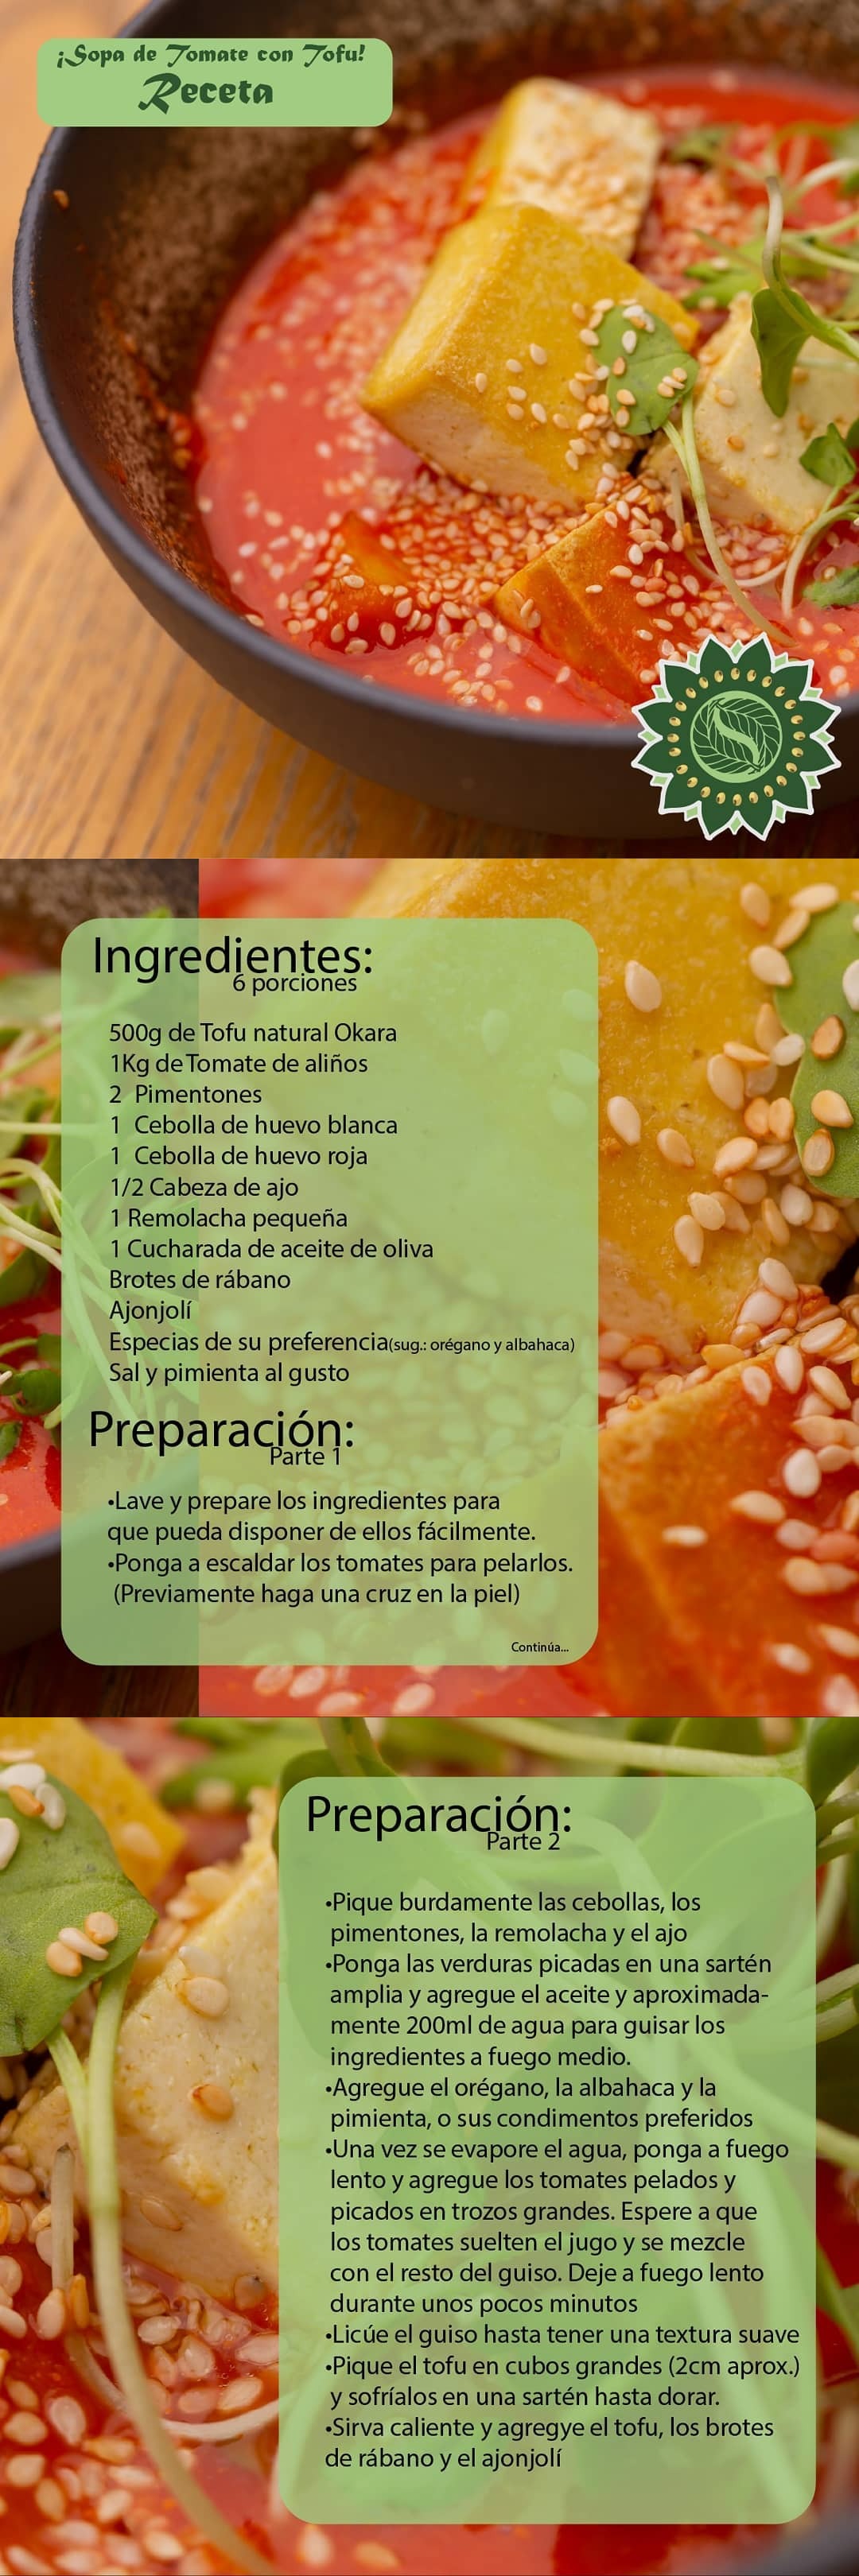 ¡Sopa de Tomate con Tofu!
Receta
Ingredientes:
6 porciones
500g de Tofu natural Okara
1Kg de Tomate de aliños
2 Pimentones
1 Cebolla de huevo blanca
1 Cebolla de huevo roja
1/2 Cabeza de ajo
1 Remolacha pequeña
1 Cucharada de aceite de oliva
Brotes de rábano
Ajonjolí
Especias de su preferencia(sug.: orégano y albahaca)
Sal y pimienta al gusto
Preparación:
Parte 1
•Lave y prepare los ingredientes para
que pueda disponer de ellos fácilmente.
•Ponga a escaldar los tomates para pelarlos.
(Previamente haga una cruz en la piel)
Continúa...
Preparación:
Parte 2
•Pique burdamente las cebollas, los
pimentones, la remolacha y el ajo
•Ponga las verduras picadas en una sartén
amplia y agregue el aceite y aproximada-
mente 200ml de agua para guisar los
ingredientes a fuego medio.
•Agregue el orégano, la albahaca y la
pimienta, o sus condimentos preferidos
•Una vez se evapore el agua, ponga a fuego
lento y agregue los tomates pelados y
picados en trozos grandes. Espere a que
los tomates suelten el jugo y se mezcle
con el resto del guiso. Deje a fuego lento
durante unos pocos minutos
•Licúe el guiso hasta tener una textura suave
•Pique el tofu en cubos grandes (2cm aprox.)
y sofríalos en una sartén hasta dorar.
•Sirva caliente y agregye el tofu, los brotes
de rábano y el ajonjolí